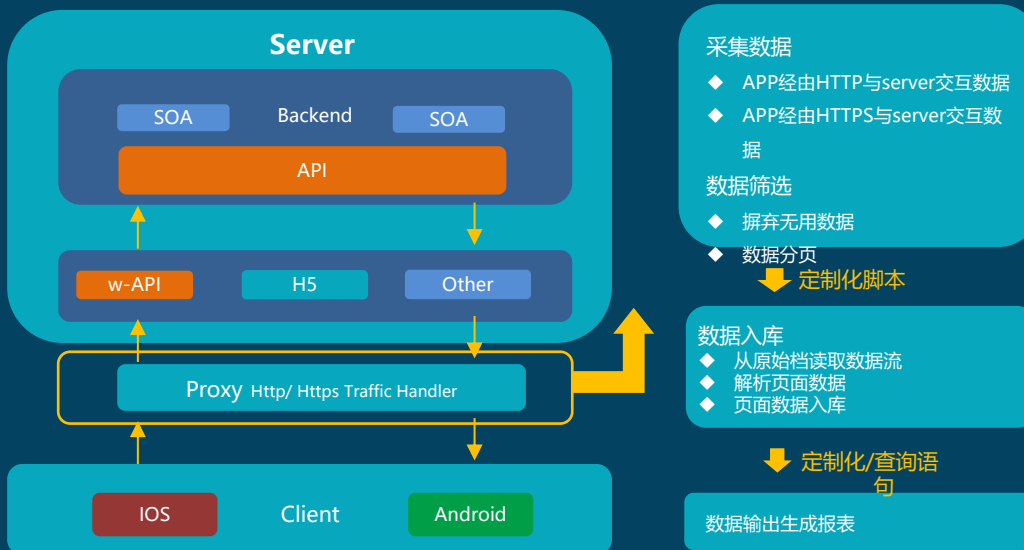 Server
SOA
Backend
SOA
API
w-API
H5
Other
Proxy Http/ Https Traffic Handler
IOS
Client
Android
采集数据
◆ APP经由HTTP与server交互数据
◆ APP经由HTTPS与server交互数
据
数据筛选
◆ 摒弃无用数据
◆ 数据分页
定制化脚本
数据入库
◆ 从原始档读取数据流
◆ 解析页面数据
◆ 页面数据入库
定制化/查询语
句
数据输出生成报表